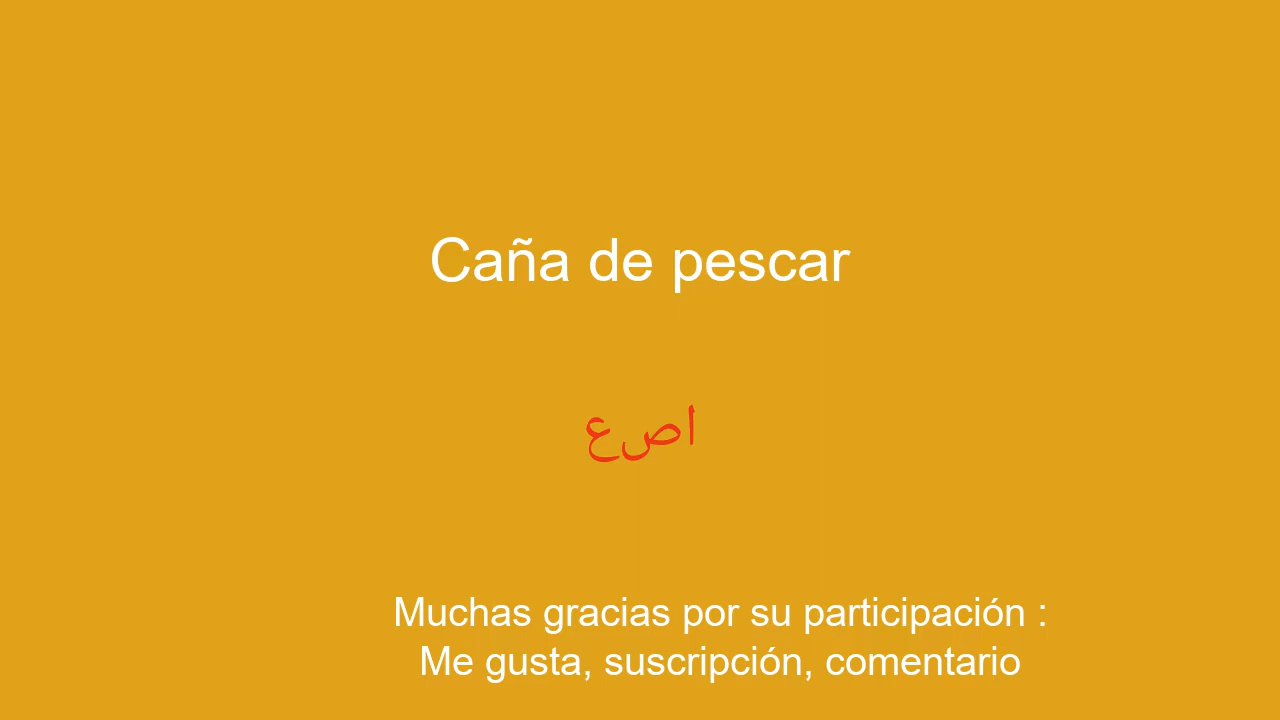 Caña de pescar
اصع
Muchas gracias por su participación :
Me gusta, suscripción, comentario